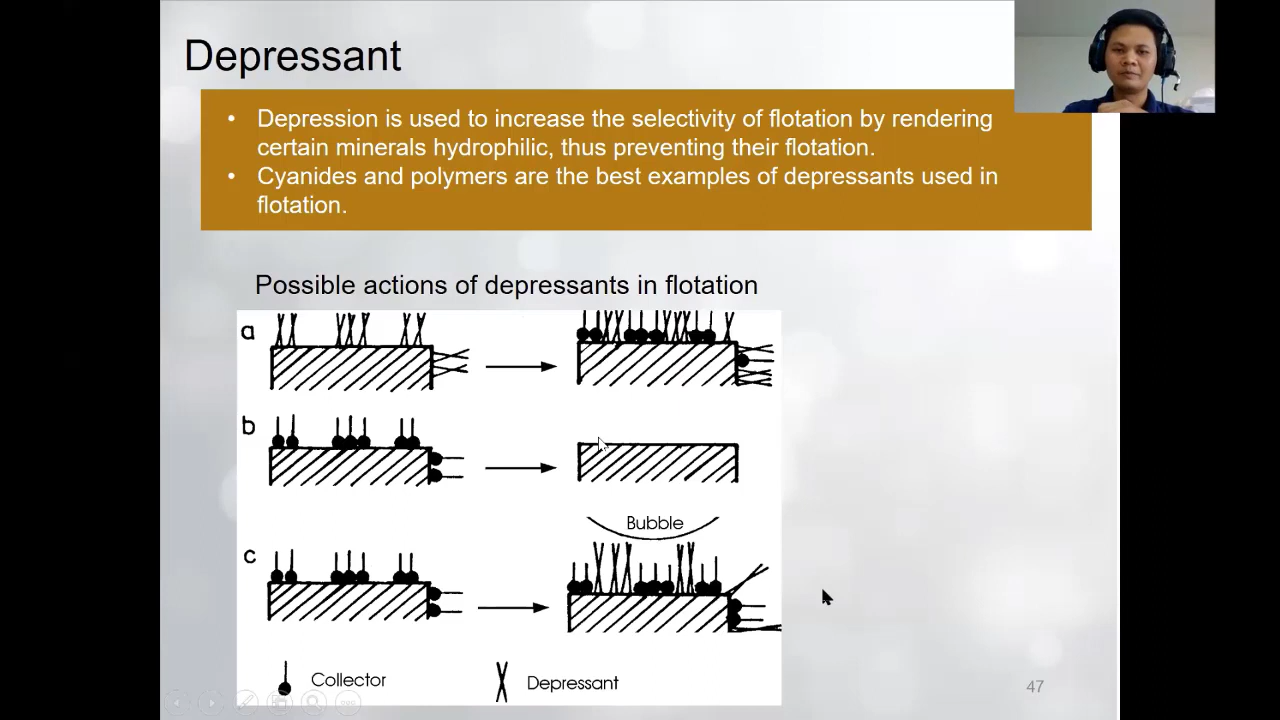 Depressant
• Depression is used to increase the selectivity of flotation by rendering
certain minerals hydrophilic, thus preventing their flotation.
• Cyanides and polymers are the best examples of depressants used in
flotation.
Possible actions of depressants in flotation
a
b
Bubble
c
Collector
Depressant
47